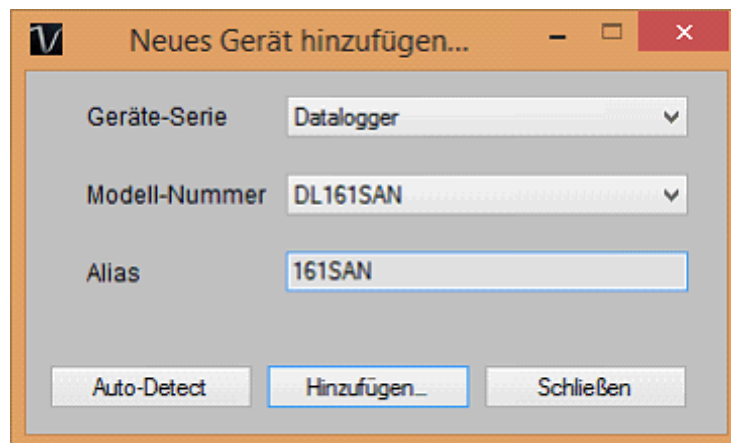 Neues Gerät hinzufügen...
Geräte-Serie Datalogger
Modell-Nummer DL161SAN
Alias 161SAN
Auto-Detect Hinzufügen... Schließen